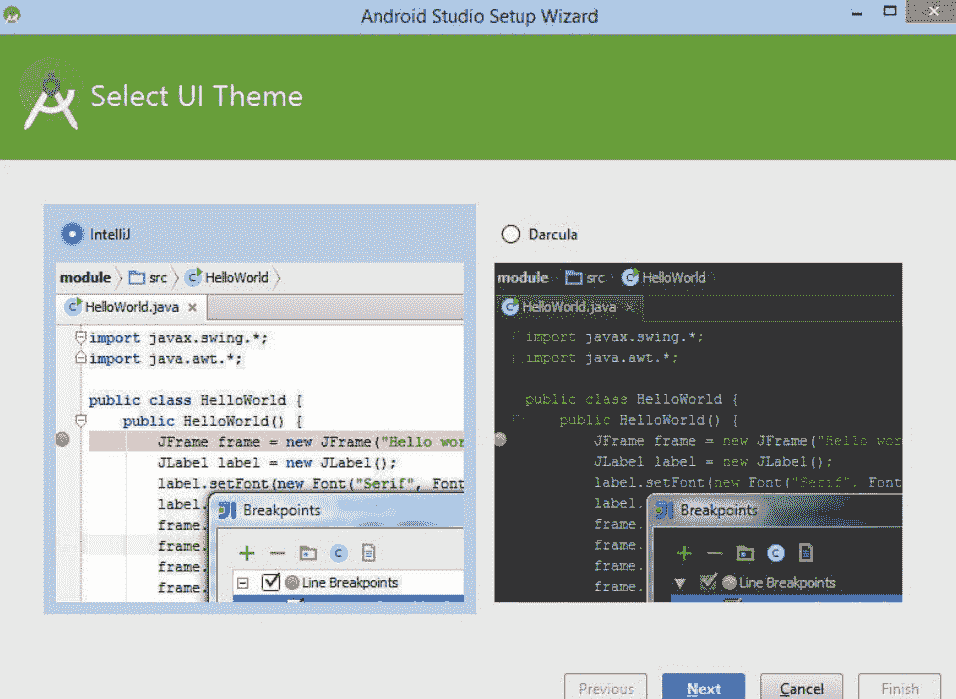 Android Studio Setup Wizard
Select UI Theme
IntelliJ
module src HelloWorld
HelloWorld.java
import javax.swing.*;
import java.awt.*;
public class HelloWorld {
public HelloWorld() {
JFrame frame = new JFrame("Hello wor
JLabel label = new JLabel();
label.setFont(new Font("Serif", Font
label.
frame.
frame.
frame.
frame.
Breakpoints
Line Breakpoints
Darcula
module src HelloWorld
HelloWorld.java
import javax.swing.*;
import java.awt.*;
public class HelloWorld {
public HelloWorld() {
JFrame frame = new JFrame("Hello wor
JLabel label = new JLabel();
label.setFont(new Font("Serif", Font
label.
frame.
frame.
frame.
frame.
Breakpoints
Line Breakpoints
Previous Next Cancel Finish